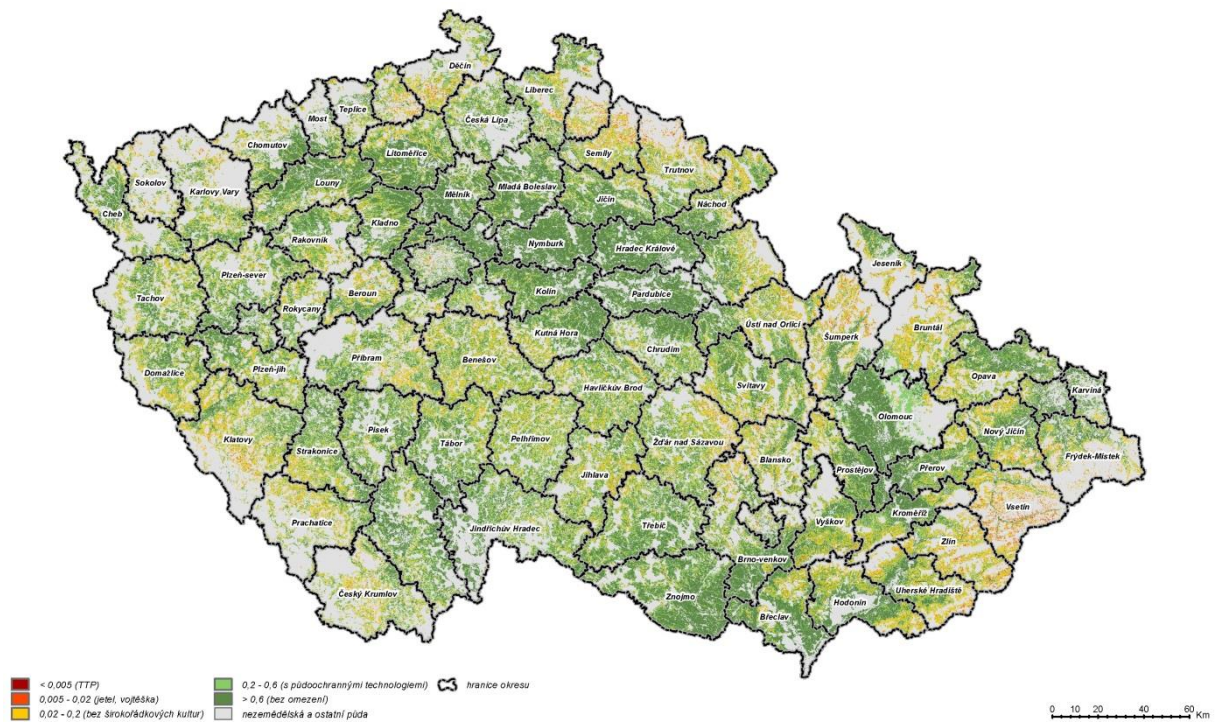 Děčín
Liberec
Teplice
Most
Česká Lípa
Chomutov
Litoměřice
Semily
Trutnov
Sokolov
Karlovy Vary
Louny
Mělník
Mladá Boleslav
Jičín
Cheb
Kladno
Náchod
Rakovník
Nymburk
Hradec Králové
Jeseník
Plzeň-sever
Tachov
Rokycany
Beroun
Kolín
Pardubice
Ústí nad Orlicí
Šumperk
Bruntál
Kutná Hora
Chrudim
Příbram
Benešov
Domažlice
Plzeň-jih
Havlíčkův Brod
Svitavy
Opava
Karviná
Olomouc
Nový Jičín
Klatovy
Strakonice
Písek
Tábor
Pelhřimov
Žďár nad Sázavou
Blansko
Frýdek-Místek
Jihlava
Prostějov
Přerov
Prachatice
Jindřichův Hradec
Třebíč
Vyškov
Kroměříž
Vsetín
Zlín
Brno-venkov
Český Krumlov
Znojmo
Uherské Hradiště
Hodonín
Břeclav
< 0,005 (TTP)
0,005 - 0,02 (jetel, vojtěška)
0,02 - 0,2 (bez širokořádkových kultur)
0,2 - 0,6 (s půdoochrannými technologiemi)
> 0,6 (bez omezení)
nezemědělská a ostatní půda
hranice okresu
0 10 20 40 60
Km